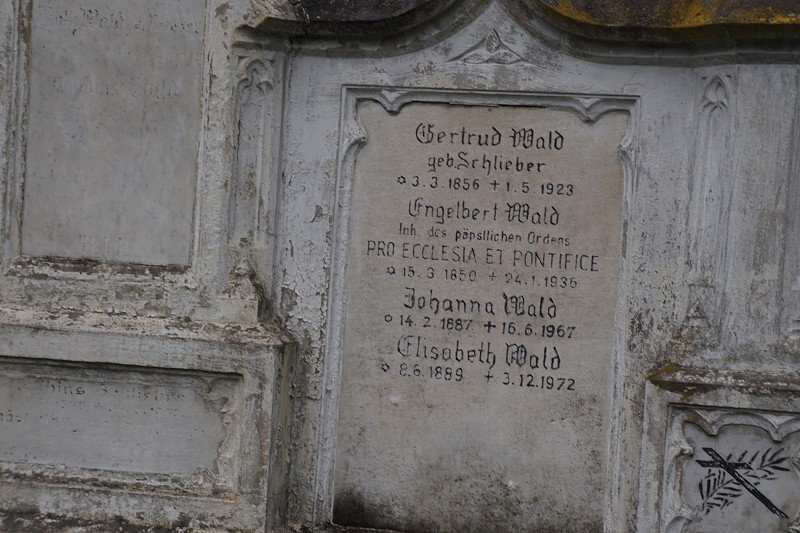 Gertrud Wald
geb. Schlieber
✡ 3. 3. 1856 + 1. 5. 1923
Engelbert Wald
Inh. des päpstlichen Ordens
PRO ECCLESIA ET PONTIFICE
✡ 15. 3. 1850 + 24. 1. 1936
Johanna Wald
✡ 14. 2. 1887 + 16. 6. 1967
Elisabeth Wald
✡ 8. 6. 1889 + 3. 12. 1972